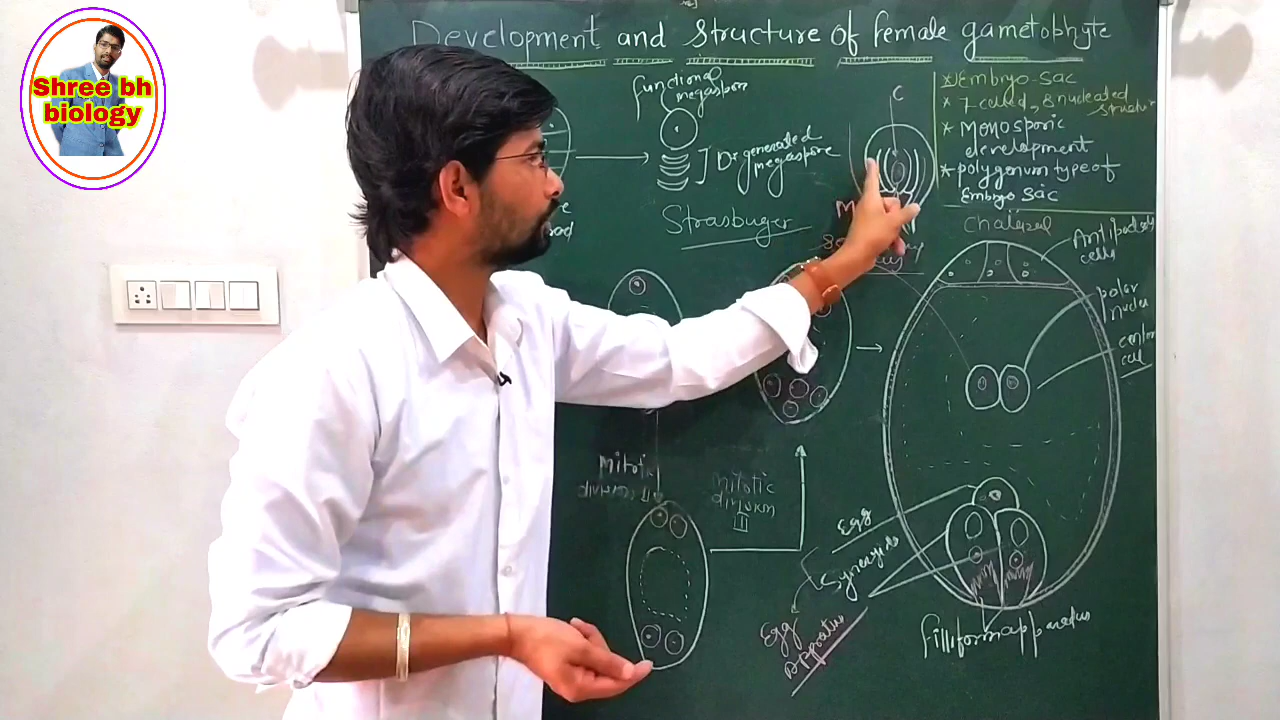 Development and structure of female gametophyte
Shree bh
biology
functional
megaspore
Degenerated
megaspore
Strasbuger
C
Embryo sac
* 7-celled, 8 nucleated
structure
* Monosporic
development
* polygonum type of
Embryo sac
Chalazal
Antipodal
cells
polar
nuclei
central
cell
Mitotic
division II
Mitotic
division
III
Egg
Synergids
Egg
apparatus
filliform apparatus